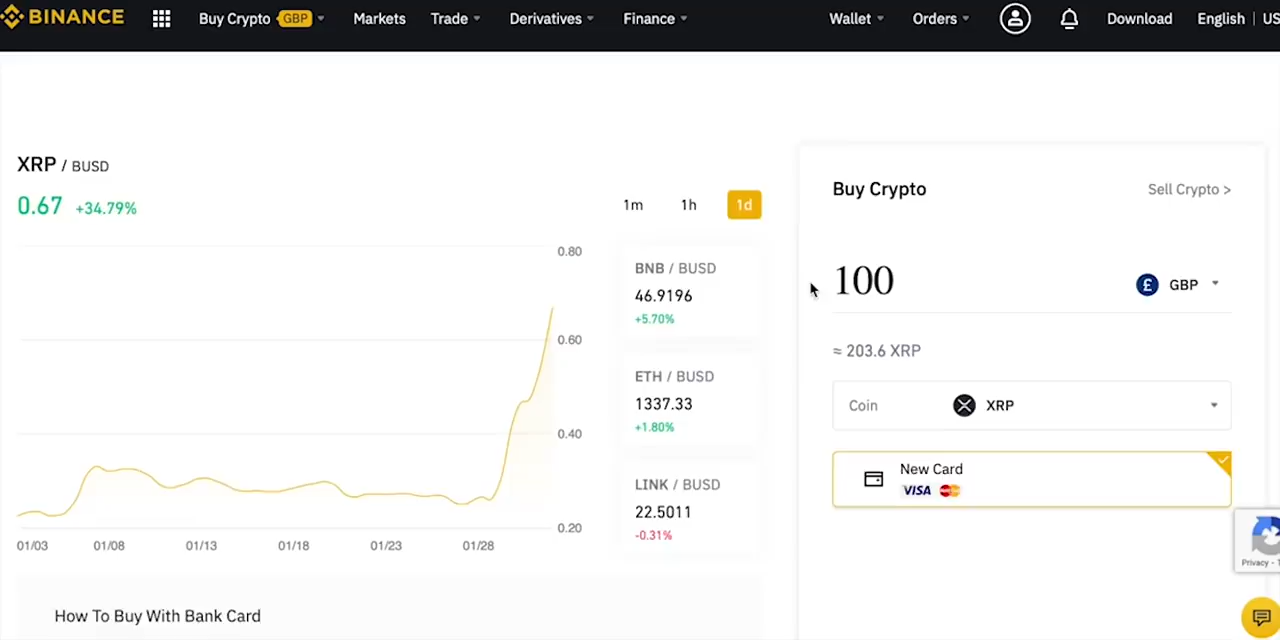 BINANCE Buy Crypto GBP Markets Trade Derivatives Finance Wallet Orders Download English | US
XRP / BUSD
0.67 +34.79%
1m 1h 1d
0.80
0.60
0.40
0.20
01/03 01/08 01/13 01/18 01/23 01/28
BNB / BUSD
46.9196
+5.70%
ETH / BUSD
1337.33
+1.80%
LINK / BUSD
22.5011
-0.31%
How To Buy With Bank Card
Buy Crypto Sell Crypto >
100 £ GBP
≈ 203.6 XRP
Coin XRP
New Card
VISA
Privacy - T